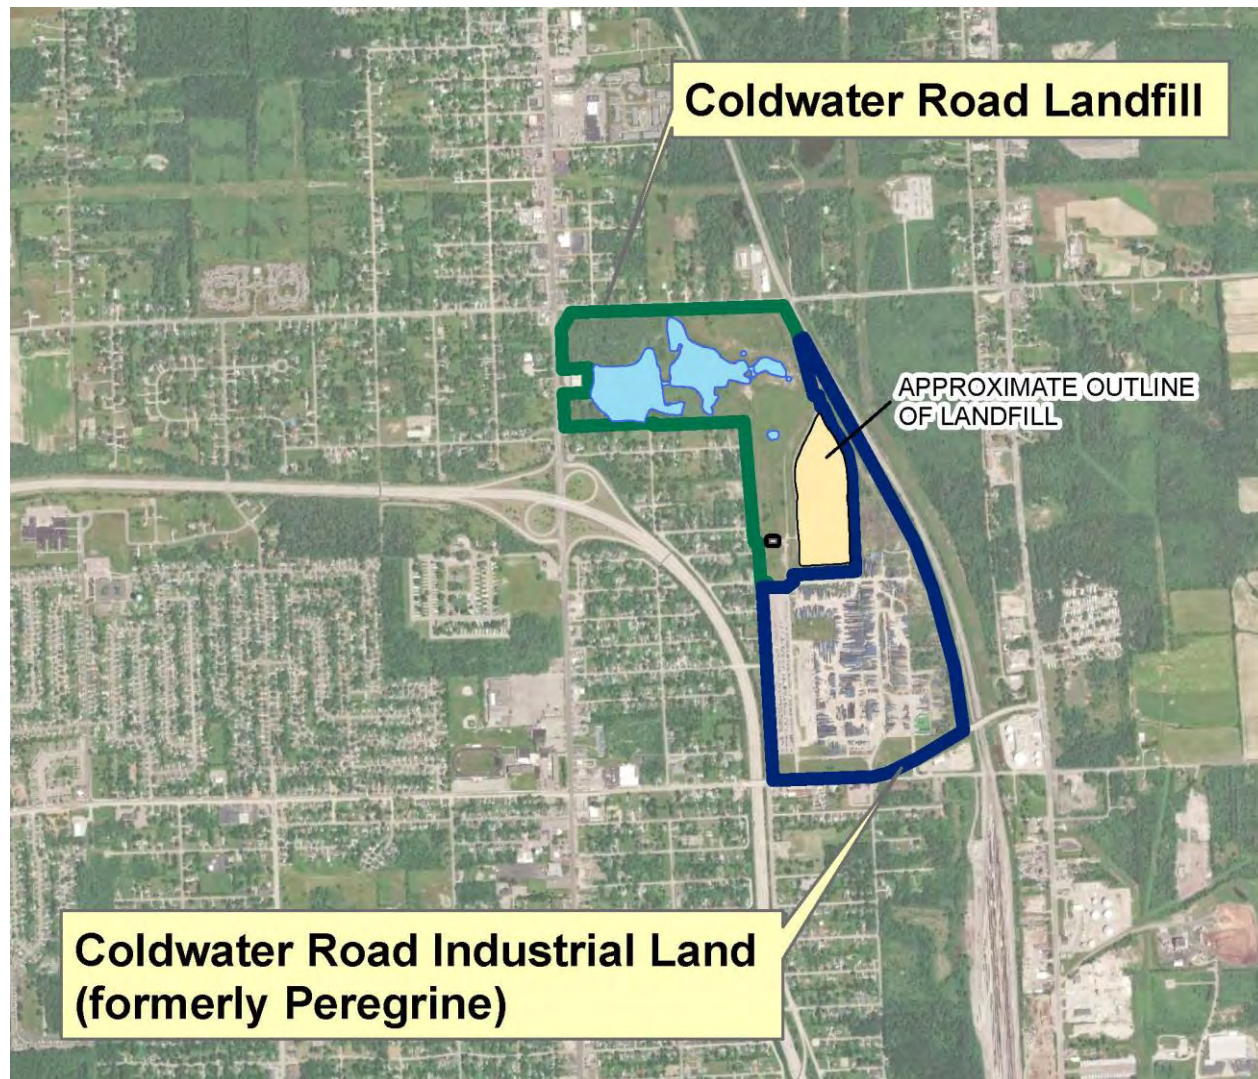 Coldwater Road Landfill
APPROXIMATE OUTLINE
OF LANDFILL
Coldwater Road Industrial Land
(formerly Peregrine)